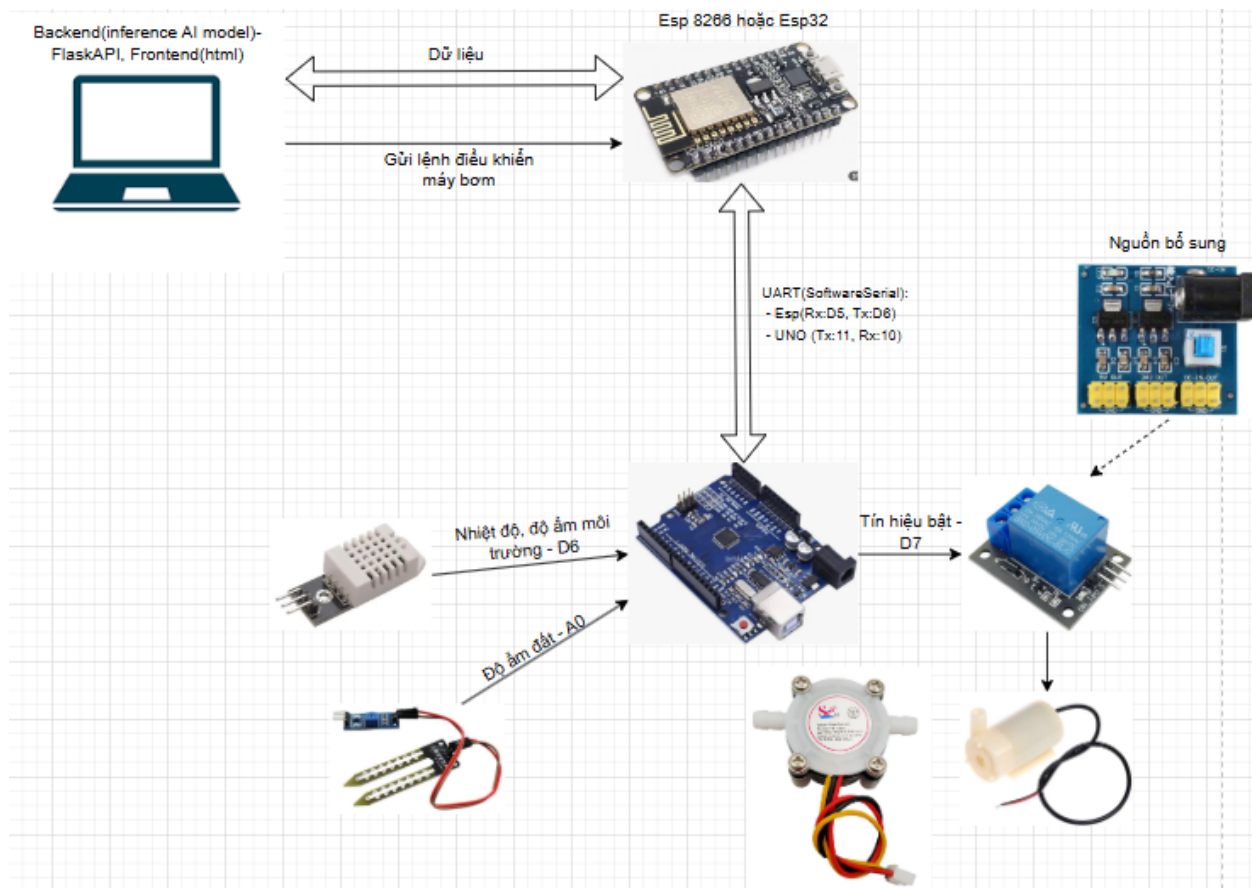 Backend(inference AI model)-
FlaskAPI, Frontend(html)
Esp 8266 hoặc Esp32
Dữ liệu
Gửi lệnh điều khiển
máy bơm
Nguồn bổ sung
UART(SoftwareSerial):
- Esp(Rx:D5, Tx:D6)
- UNO (Tx:11, Rx:10)
Nhiệt độ, độ ẩm môi
trường - D6
Tín hiệu bật -
D7
Độ ẩm đất - A0